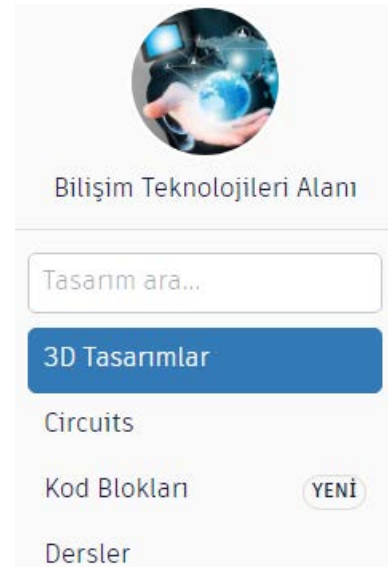 Bilişim Teknolojileri Alanı
Tasarım ara...
3D Tasarımlar
Circuits
Kod Blokları YENİ
Dersler